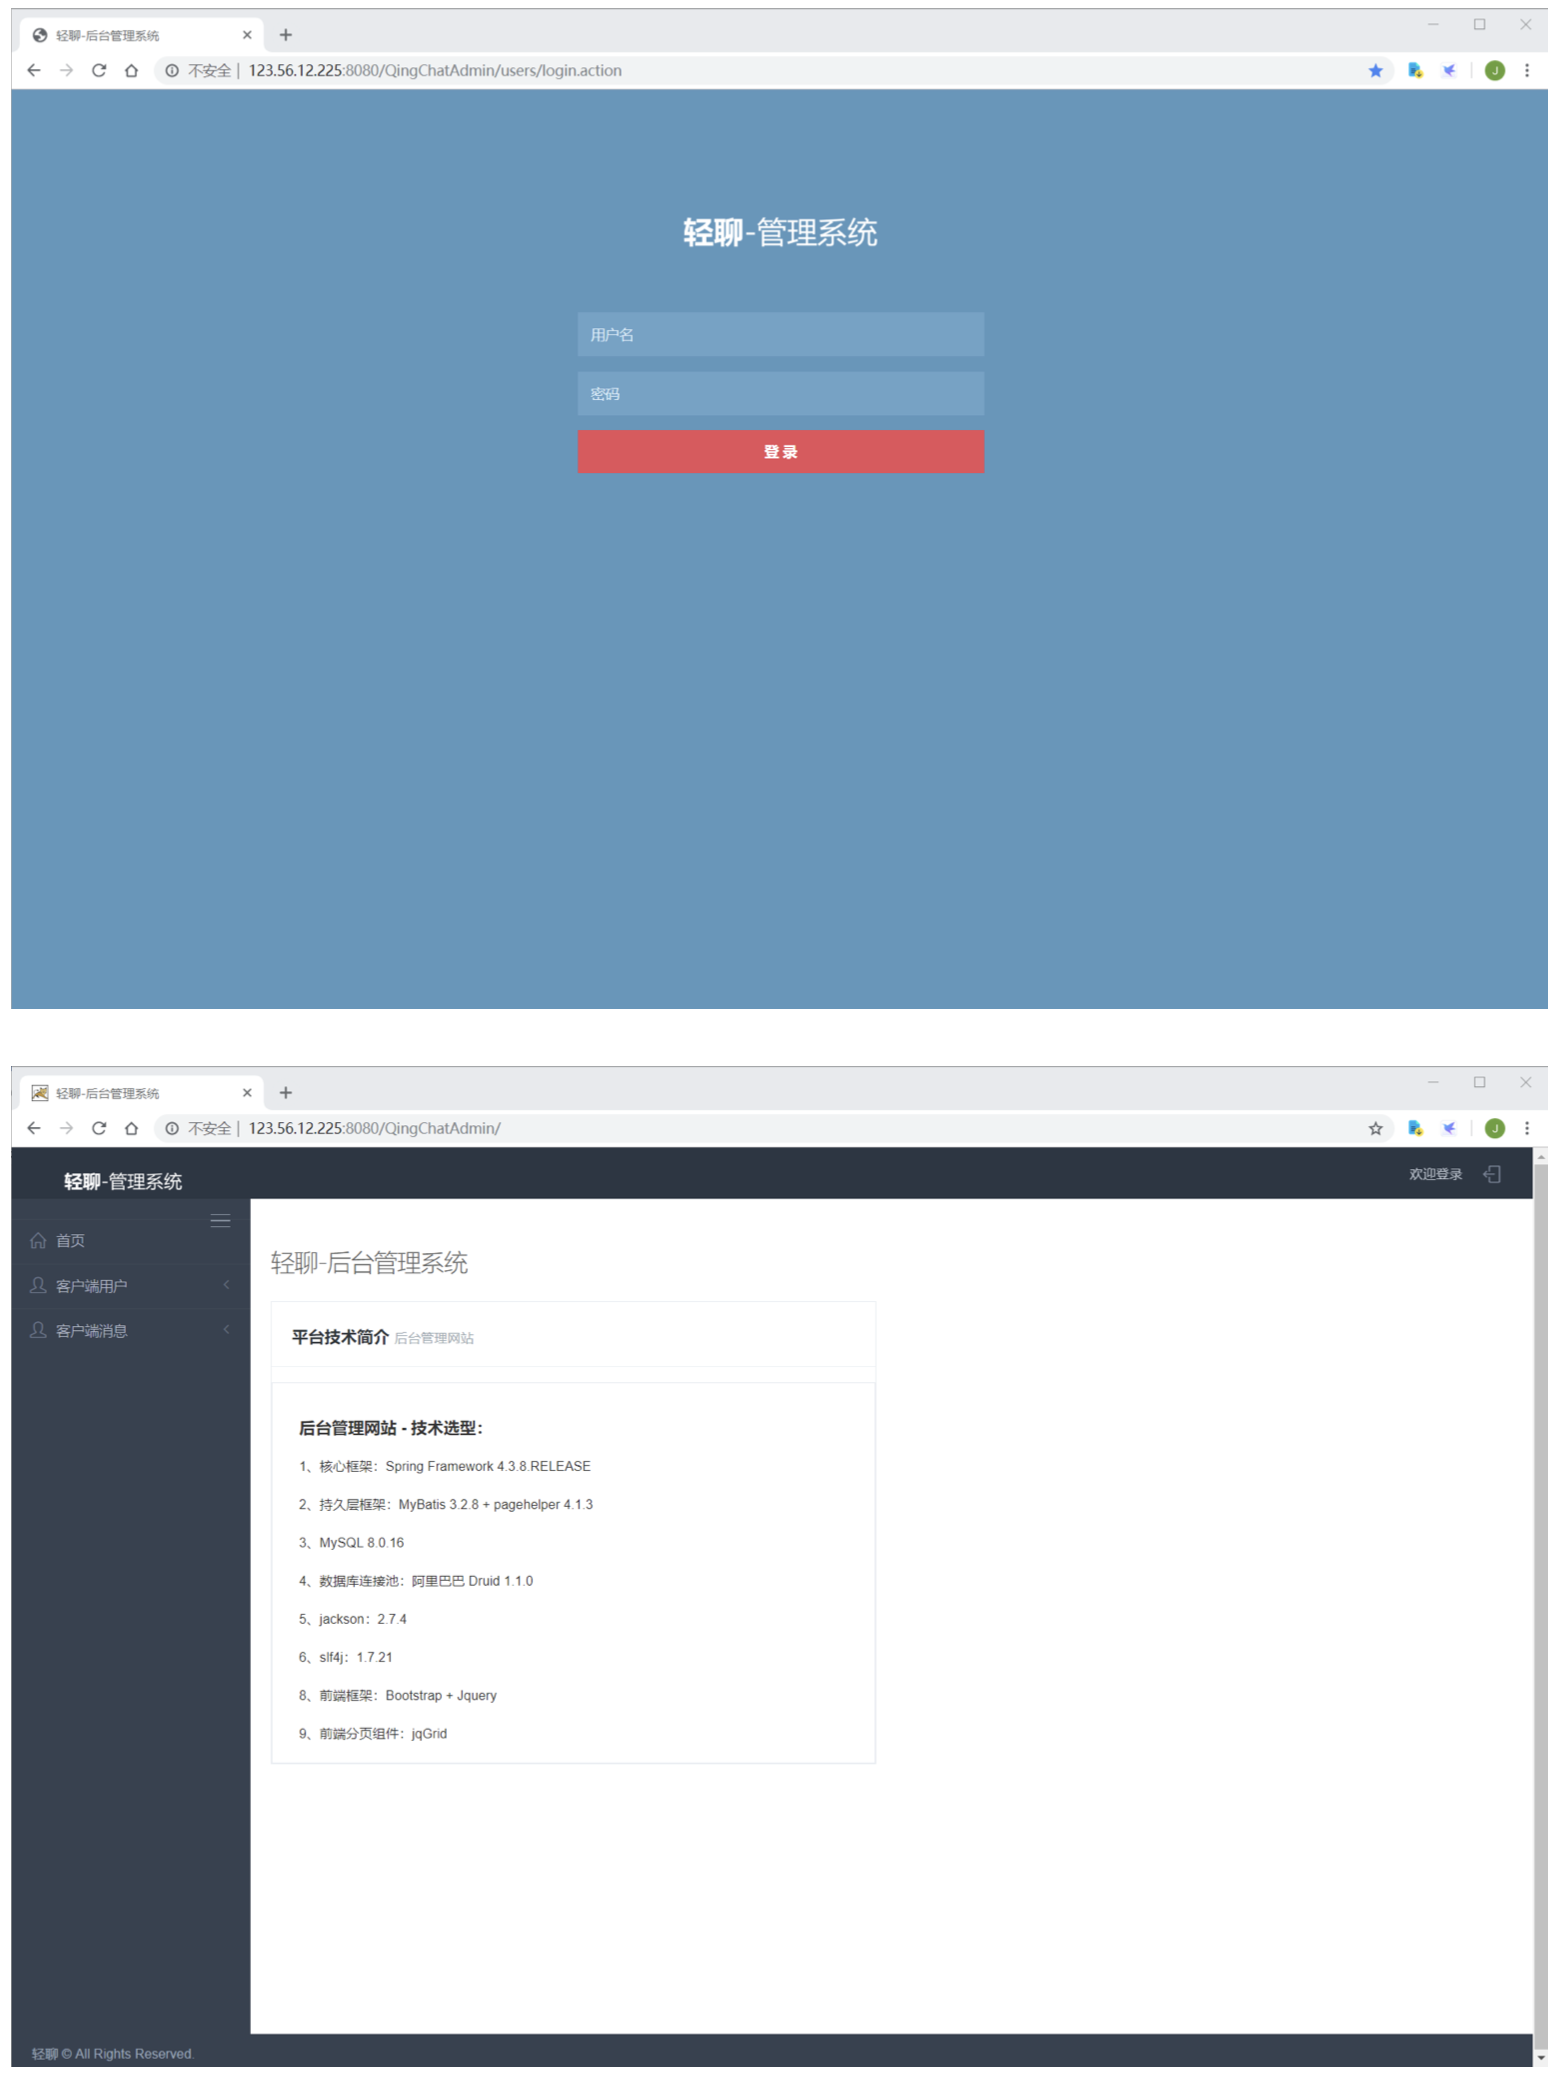 轻聊-后台管理系统
不安全 | 123.56.12.225:8080/QingChatAdmin/users/login.action
J
轻聊-管理系统
用户名
密码
登录
轻聊-后台管理系统
不安全 | 123.56.12.225:8080/QingChatAdmin/
J
轻聊-管理系统
欢迎登录
首页
客户端用户
客户端消息
轻聊-后台管理系统
平台技术简介 后台管理网站
后台管理网站 - 技术选型：
1、核心框架：Spring Framework 4.3.8.RELEASE
2、持久层框架：MyBatis 3.2.8 + pagehelper 4.1.3
3、MySQL 8.0.16
4、数据库连接池：阿里巴巴 Druid 1.1.0
5、jackson：2.7.4
6、slf4j：1.7.21
8、前端框架：Bootstrap + Jquery
9、前端分页组件：jqGrid
轻聊 © All Rights Reserved.